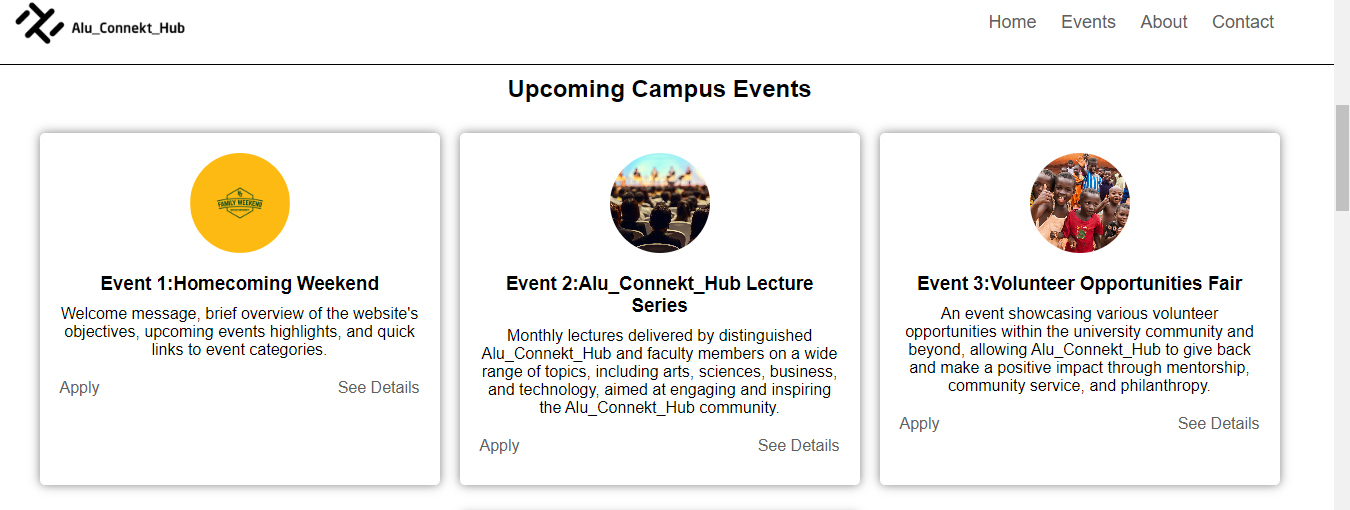 Alu_Connekt_Hub
Home Events About Contact
Upcoming Campus Events
FAMILY WEEKEND
Event 1:Homecoming Weekend
Welcome message, brief overview of the website's
objectives, upcoming events highlights, and quick
links to event categories.
Apply See Details
Event 2:Alu_Connekt_Hub Lecture
Series
Monthly lectures delivered by distinguished
Alu_Connekt_Hub and faculty members on a wide
range of topics, including arts, sciences, business,
and technology, aimed at engaging and inspiring
the Alu_Connekt_Hub community.
Apply See Details
Event 3:Volunteer Opportunities Fair
An event showcasing various volunteer
opportunities within the university community and
beyond, allowing Alu_Connekt_Hub to give back
and make a positive impact through mentorship,
community service, and philanthropy.
Apply See Details